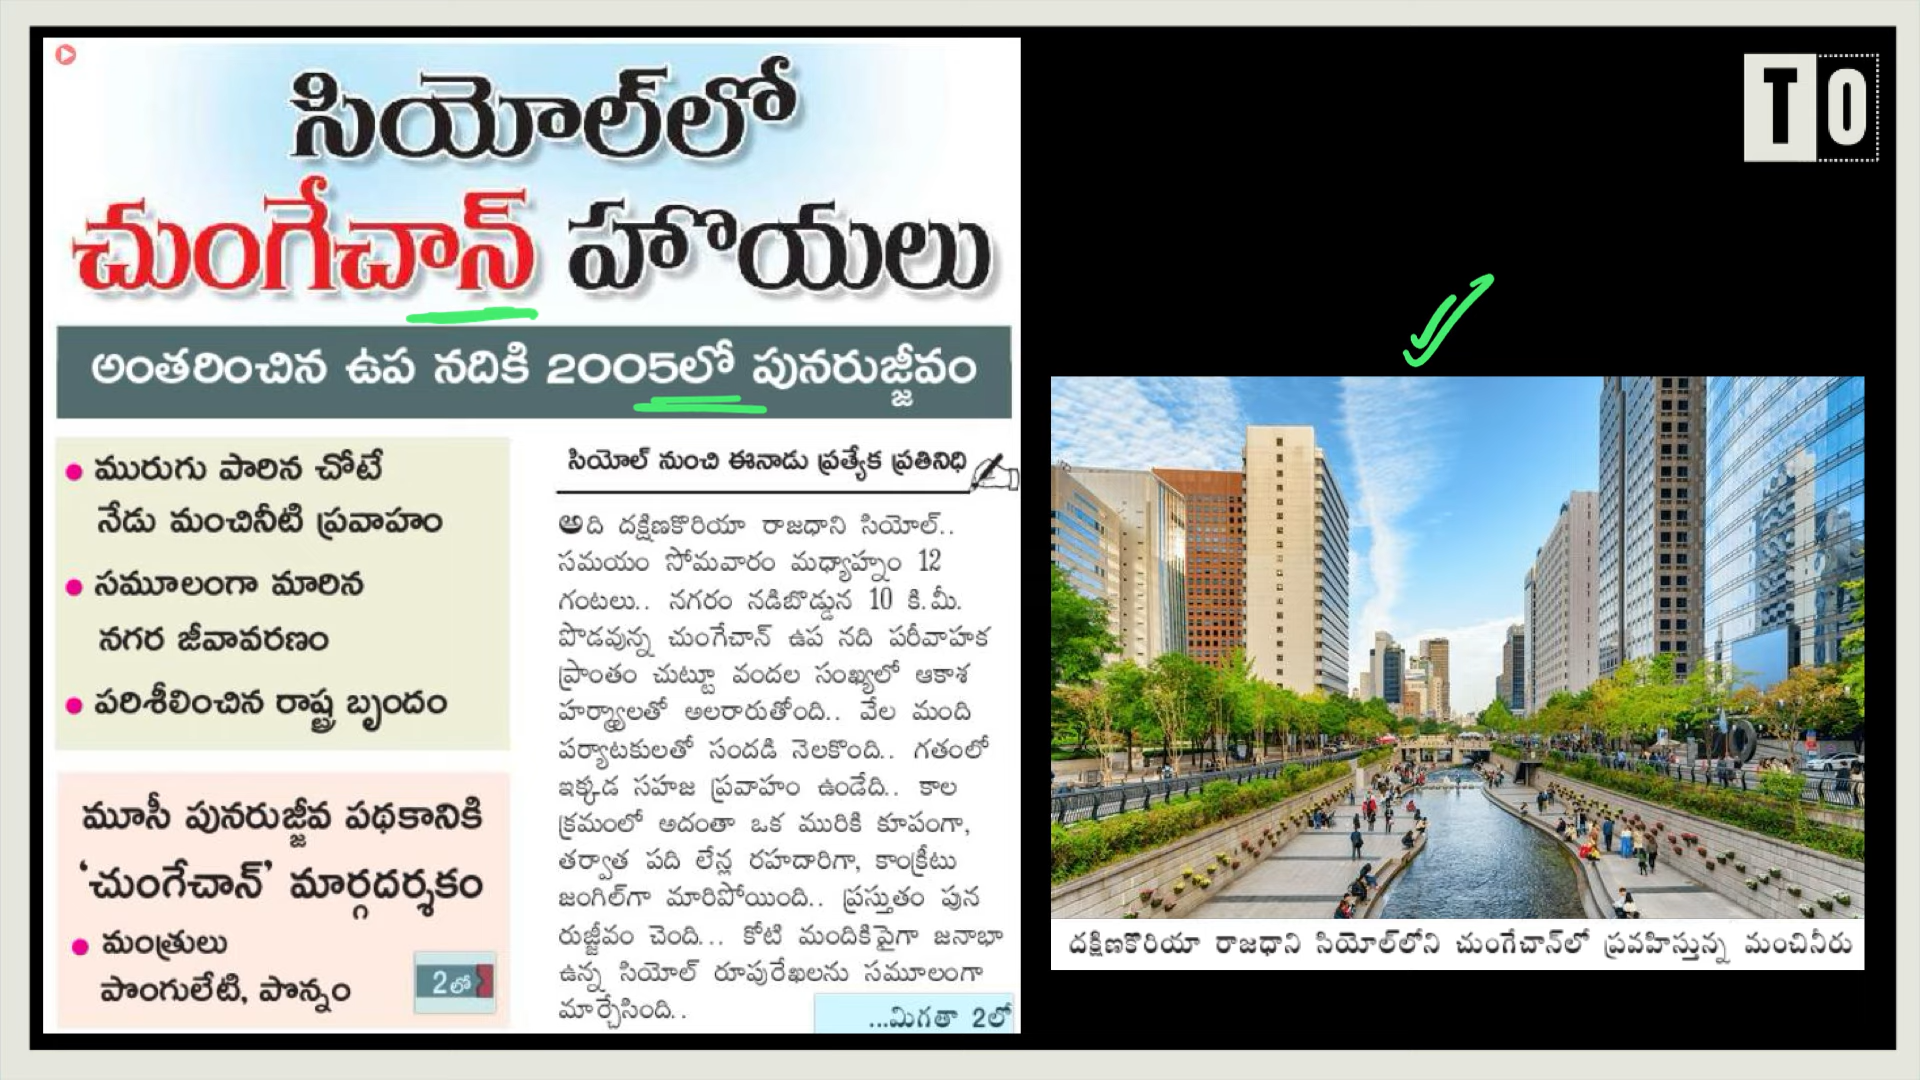 సియోల్‌లో
చుంగేచాన్ హొయలు
అంతరించిన ఉప నదికి 2005లో పునరుజ్జీవం
● మురుగు పారిన చోటే
నేడు మంచినీటి ప్రవాహం
● సమూలంగా మారిన
నగర జీవావరణం
● పరిశీలించిన రాష్ట్ర బృందం
మూసీ పునరుజ్జీవ పథకానికి
‘చుంగేచాన్’ మార్గదర్శకం
● మంత్రులు
పొంగులేటి, పొన్నం
2లో
సియోల్ నుంచి ఈనాడు ప్రత్యేక ప్రతినిధి
అది దక్షిణకొరియా రాజధాని సియోల్..
సమయం సోమవారం మధ్యాహ్నం 12
గంటలు.. నగరం నడిబొడ్డున 10 కి.మీ.
పొడవున్న చుంగేచాన్ ఉప నది పరీవాహక
ప్రాంతం చుట్టూ వందల సంఖ్యలో ఆకాశ
హర్మ్యాలతో అలరారుతోంది.. వేల మంది
పర్యాటకులతో సందడి నెలకొంది.. గతంలో
ఇక్కడ సహజ ప్రవాహం ఉండేది.. కాల
క్రమంలో అదంతా ఒక మురికి కూపంగా,
తర్వాత పది లేన్ల రహదారిగా, కాంక్రీటు
జంగిల్‌గా మారిపోయింది.. ప్రస్తుతం పున
రుజ్జీవం చెంది... కోటి మందికిపైగా జనాభా
ఉన్న సియోల్ రూపురేఖలను సమూలంగా
మార్చేసింది..
...మిగతా 2లో
TO
దక్షిణకొరియా రాజధాని సియోల్‌లోని చుంగేచాన్‌లో ప్రవహిస్తున్న మంచినీరు